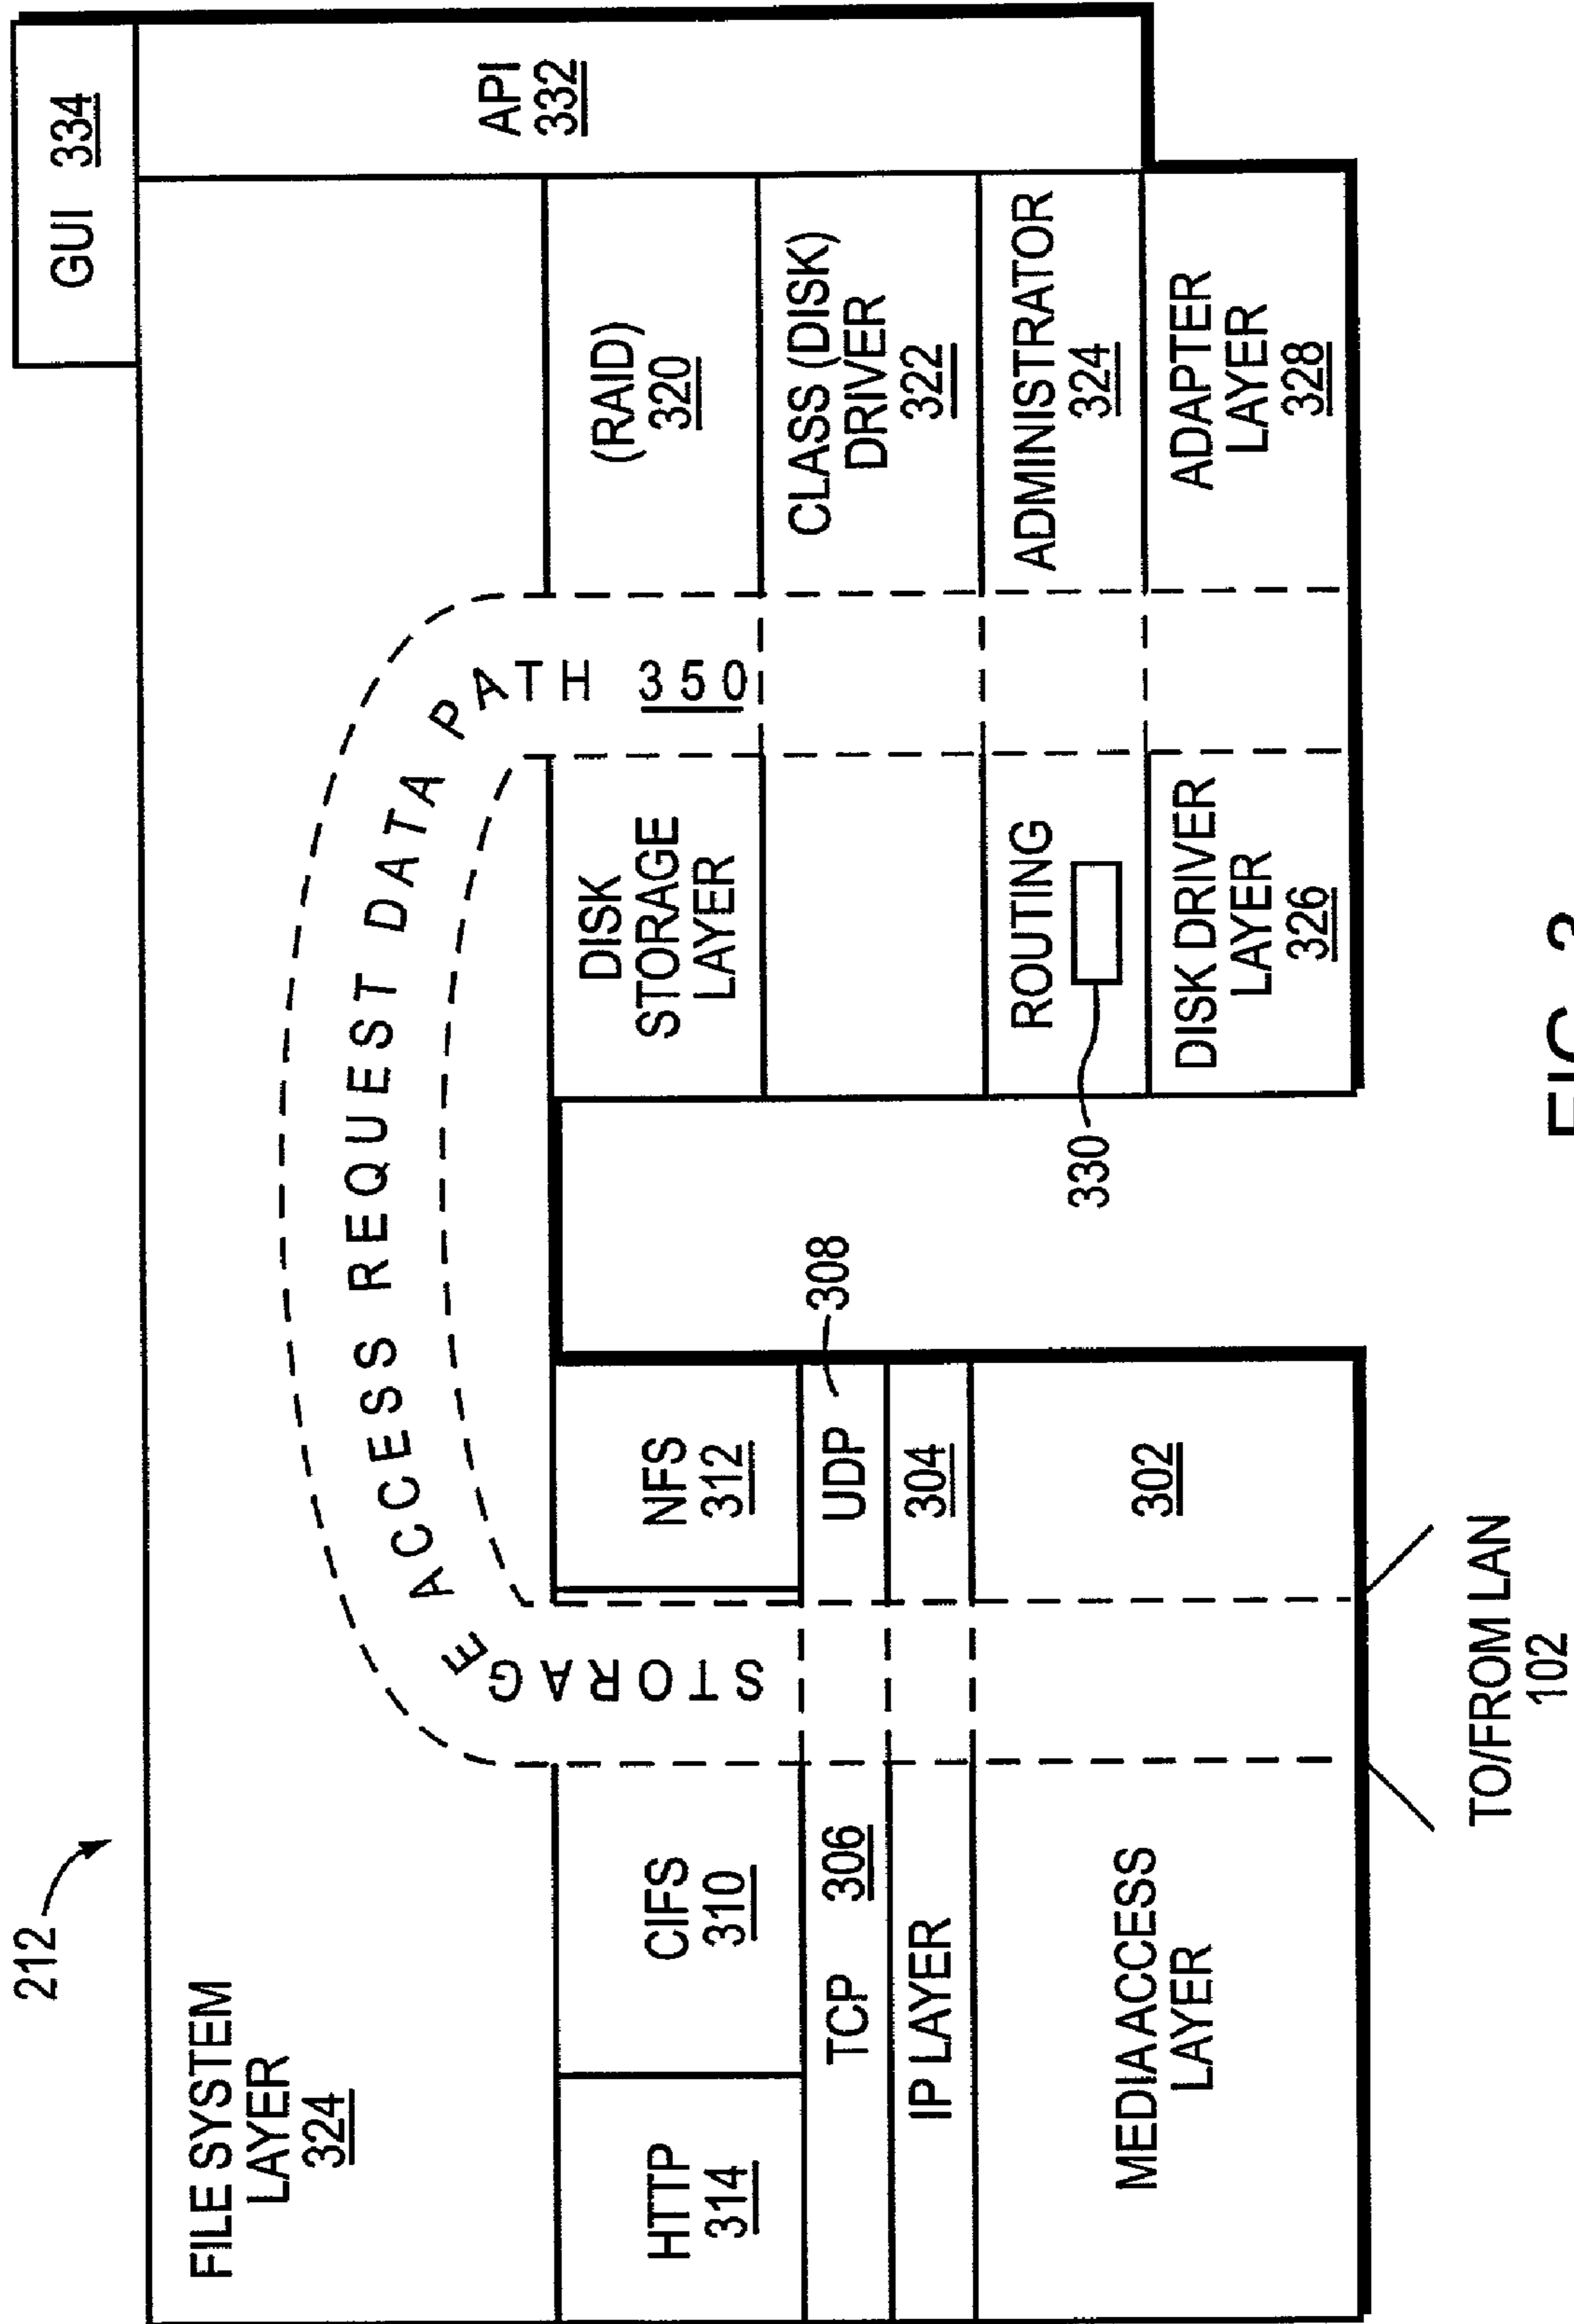 212
FILE SYSTEM
LAYER
324
GUI 334
API
332
STORAGE ACCESS REQUEST DATA PATH 350
HTTP
314
CIFS
310
NFS
312
TCP 306
UDP
308
IP LAYER
304
MEDIA ACCESS
LAYER
302
TO/FROM LAN
102
DISK
STORAGE
LAYER
(RAID)
320
CLASS (DISK)
DRIVER
322
ROUTING
330
ADMINISTRATOR
324
DISK DRIVER
LAYER
326
ADAPTER
LAYER
328
FIG. 3